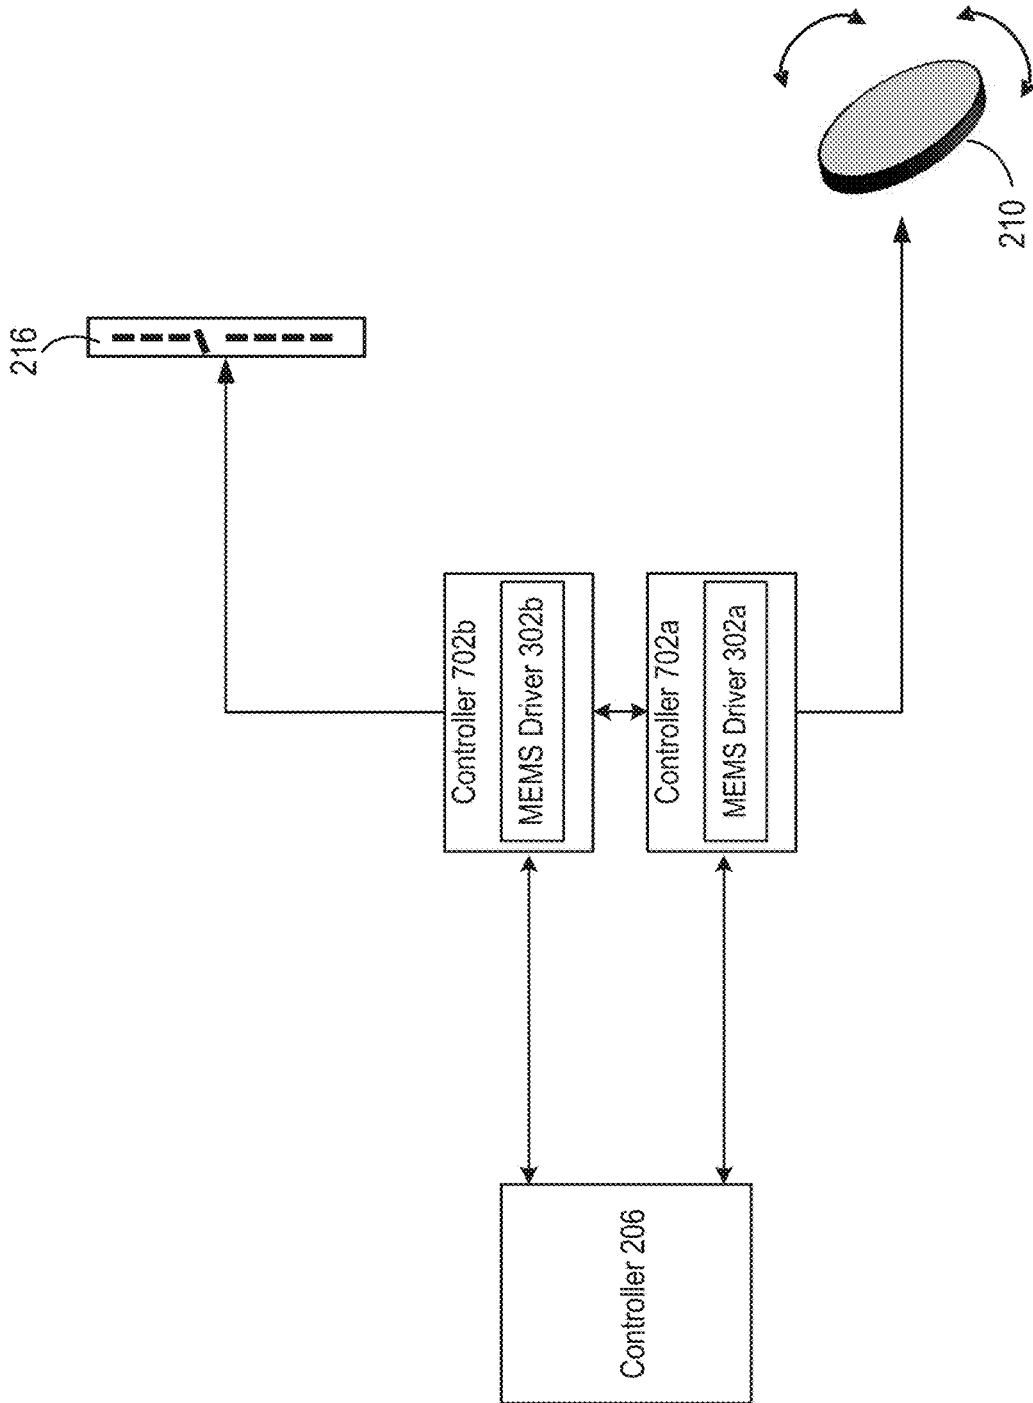 216
Controller 702b
MEMS Driver 302b
Controller 702a
MEMS Driver 302a
210
Controller 206